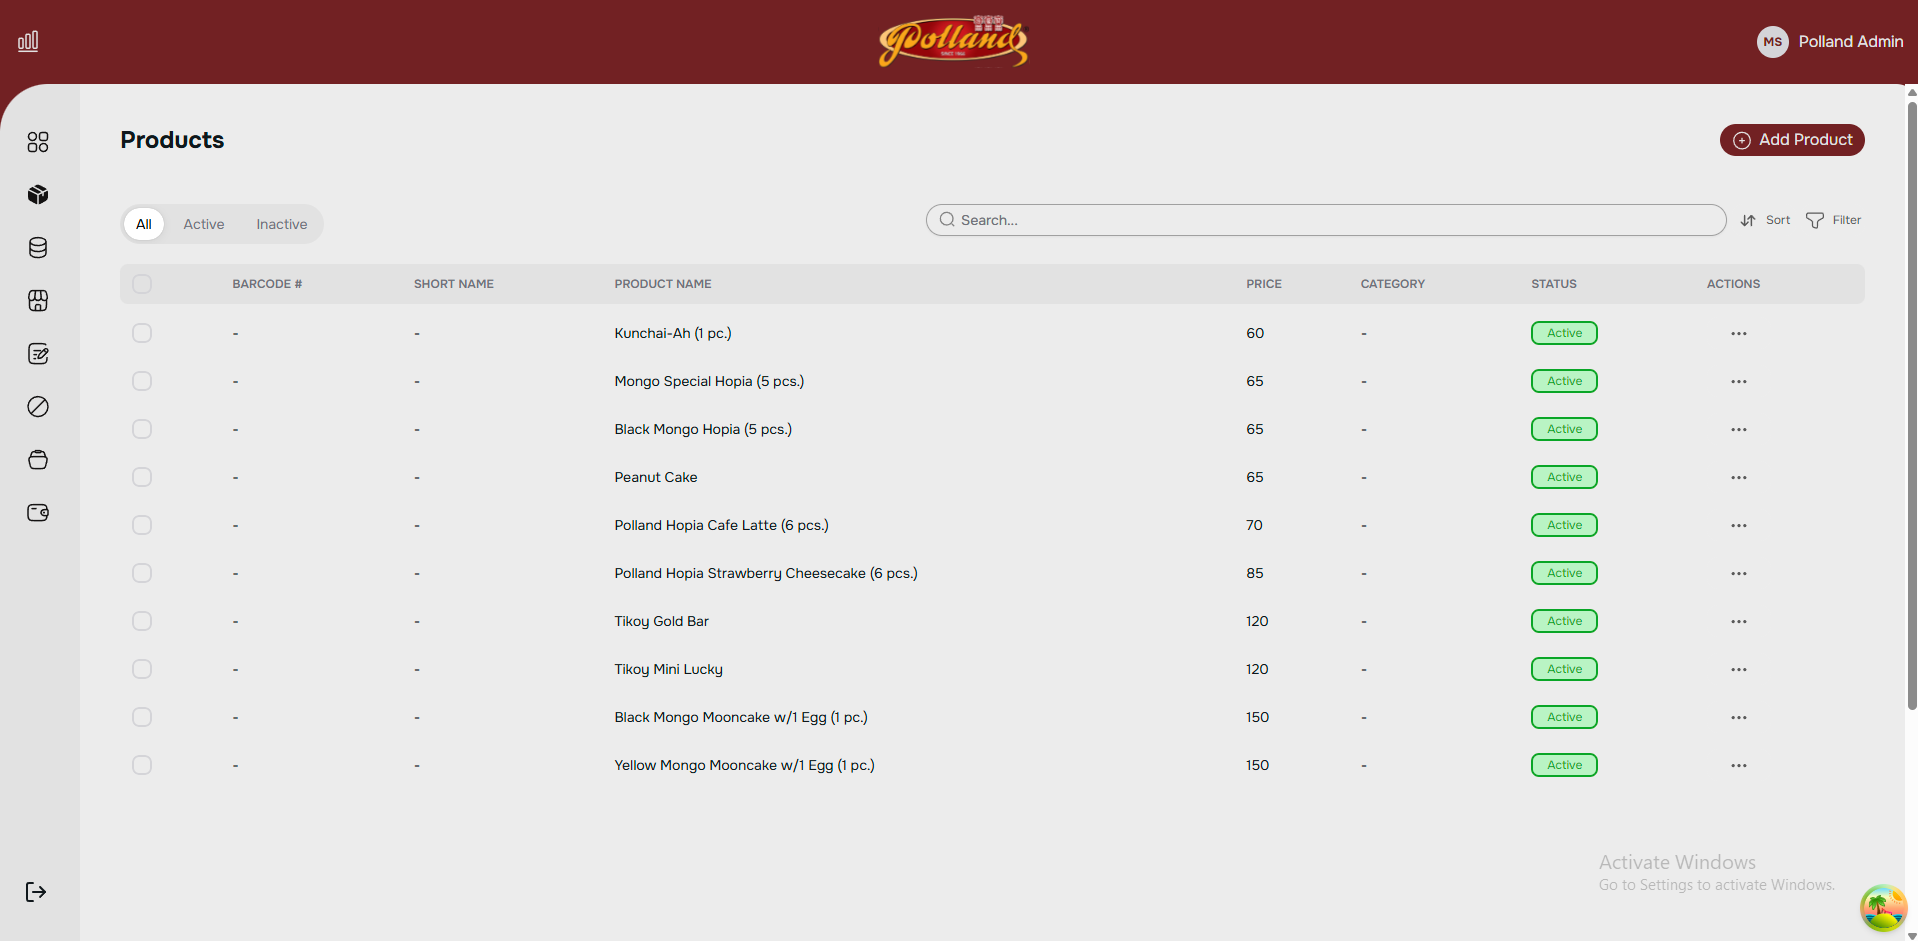 Polland
MS Polland Admin
Products
Add Product
All Active Inactive
Search... Sort Filter
BARCODE # SHORT NAME PRODUCT NAME PRICE CATEGORY STATUS ACTIONS
- - Kunchai-Ah (1 pc.) 60 - Active ...
- - Mongo Special Hopia (5 pcs.) 65 - Active ...
- - Black Mongo Hopia (5 pcs.) 65 - Active ...
- - Peanut Cake 65 - Active ...
- - Polland Hopia Cafe Latte (6 pcs.) 70 - Active ...
- - Polland Hopia Strawberry Cheesecake (6 pcs.) 85 - Active ...
- - Tikoy Gold Bar 120 - Active ...
- - Tikoy Mini Lucky 120 - Active ...
- - Black Mongo Mooncake w/1 Egg (1 pc.) 150 - Active ...
- - Yellow Mongo Mooncake w/1 Egg (1 pc.) 150 - Active ...
Activate Windows
Go to Settings to activate Windows.